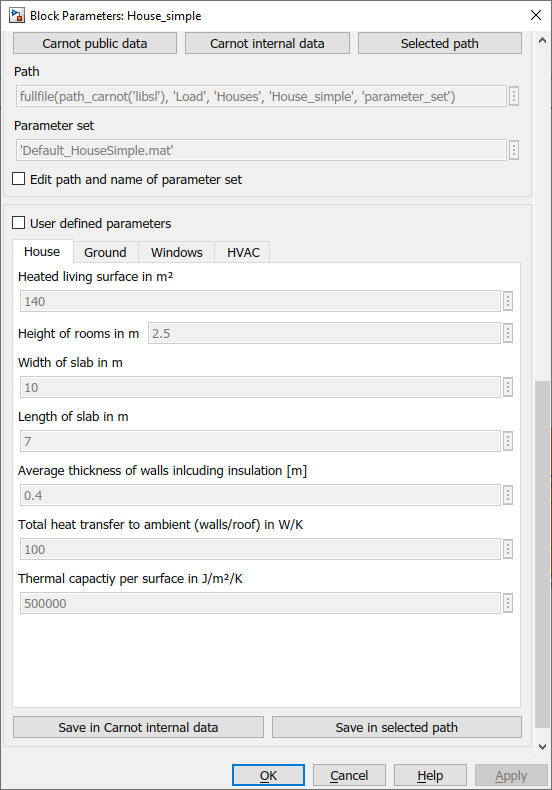 Block Parameters: House_simple
Carnot public data Carnot internal data Selected path
Path
fullfile(path_carnot('libsl'), 'Load', 'Houses', 'House_simple', 'parameter_set')
Parameter set
'Default_HouseSimple.mat'
Edit path and name of parameter set
User defined parameters
House Ground Windows HVAC
Heated living surface in m²
140
Height of rooms in m 2.5
Width of slab in m
10
Length of slab in m
7
Average thickness of walls inlcuding insulation [m]
0.4
Total heat transfer to ambient (walls/roof) in W/K
100
Thermal capactiy per surface in J/m²/K
500000
Save in Carnot internal data Save in selected path
OK Cancel Help Apply